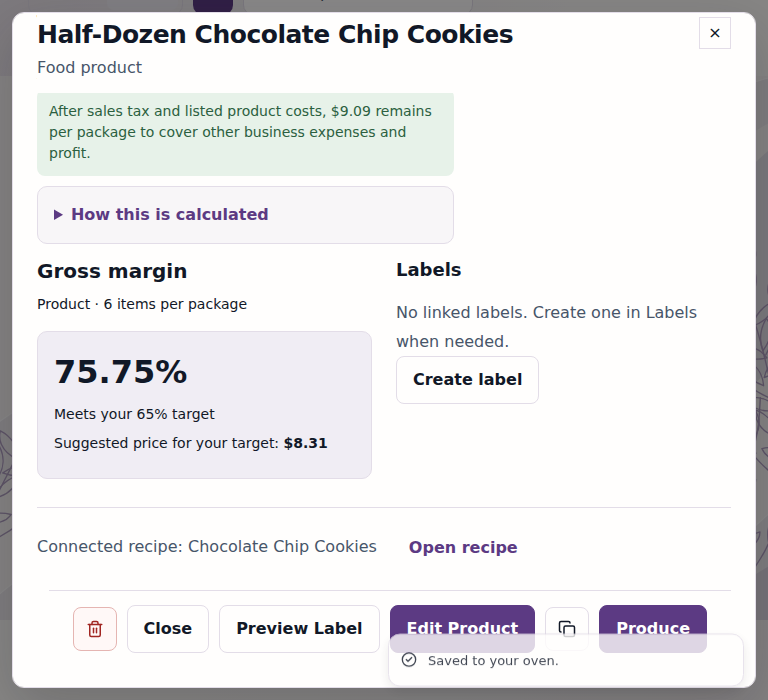 Half-Dozen Chocolate Chip Cookies
Food product
After sales tax and listed product costs, $9.09 remains
per package to cover other business expenses and
profit.
How this is calculated
Gross margin
Product · 6 items per package
75.75%
Meets your 65% target
Suggested price for your target: $8.31
Labels
No linked labels. Create one in Labels
when needed.
Create label
Connected recipe: Chocolate Chip Cookies
Open recipe
Close
Preview Label
Edit Product
Produce
Saved to your oven.